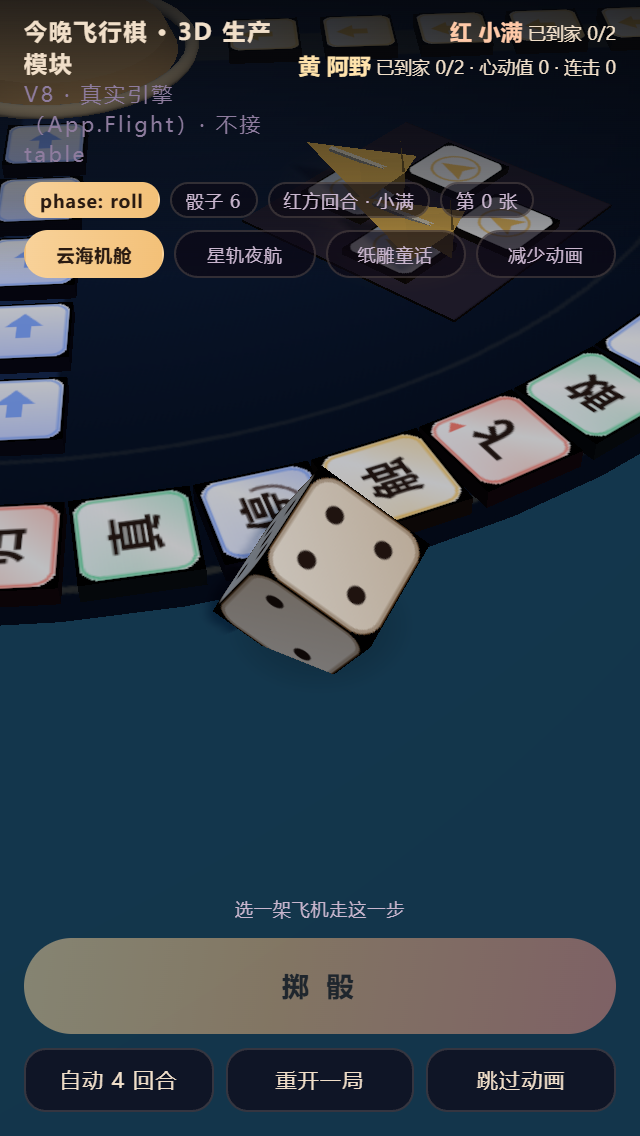 今晚飞行棋 · 3D 生产
模块
V8 · 真实引擎
（App.Flight）· 不接
table
红 小满 已到家 0/2
黄 阿野 已到家 0/2 · 心动值 0 · 连击 0
phase: roll
骰子 6
红方回合 · 小满
第 0 张
云海机舱
星轨夜航
纸雕童话
减少动画
敢
飞
触
停
真
选一架飞机走这一步
掷 骰
自动 4 回合
重开一局
跳过动画